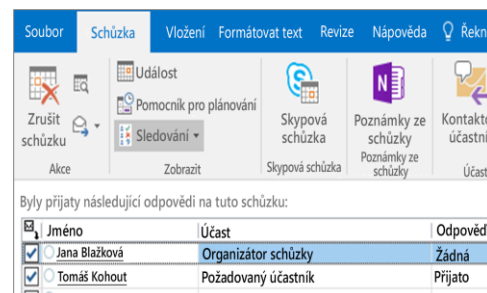 Soubor Schůzka Vložení Formátovat text Revize Nápověda
Událost
Pomocník pro plánování
Sledování
Zrušit schůzku
Skypová schůzka
Poznámky ze schůzky
Akce Zobrazit Skypová schůzka Poznámky ze schůzky
Byly přijaty následující odpovědi na tuto schůzku:
Jméno Účast Odpověď
Jana Blažková Organizátor schůzky Žádná
Tomáš Kohout Požadovaný účastník Přijato